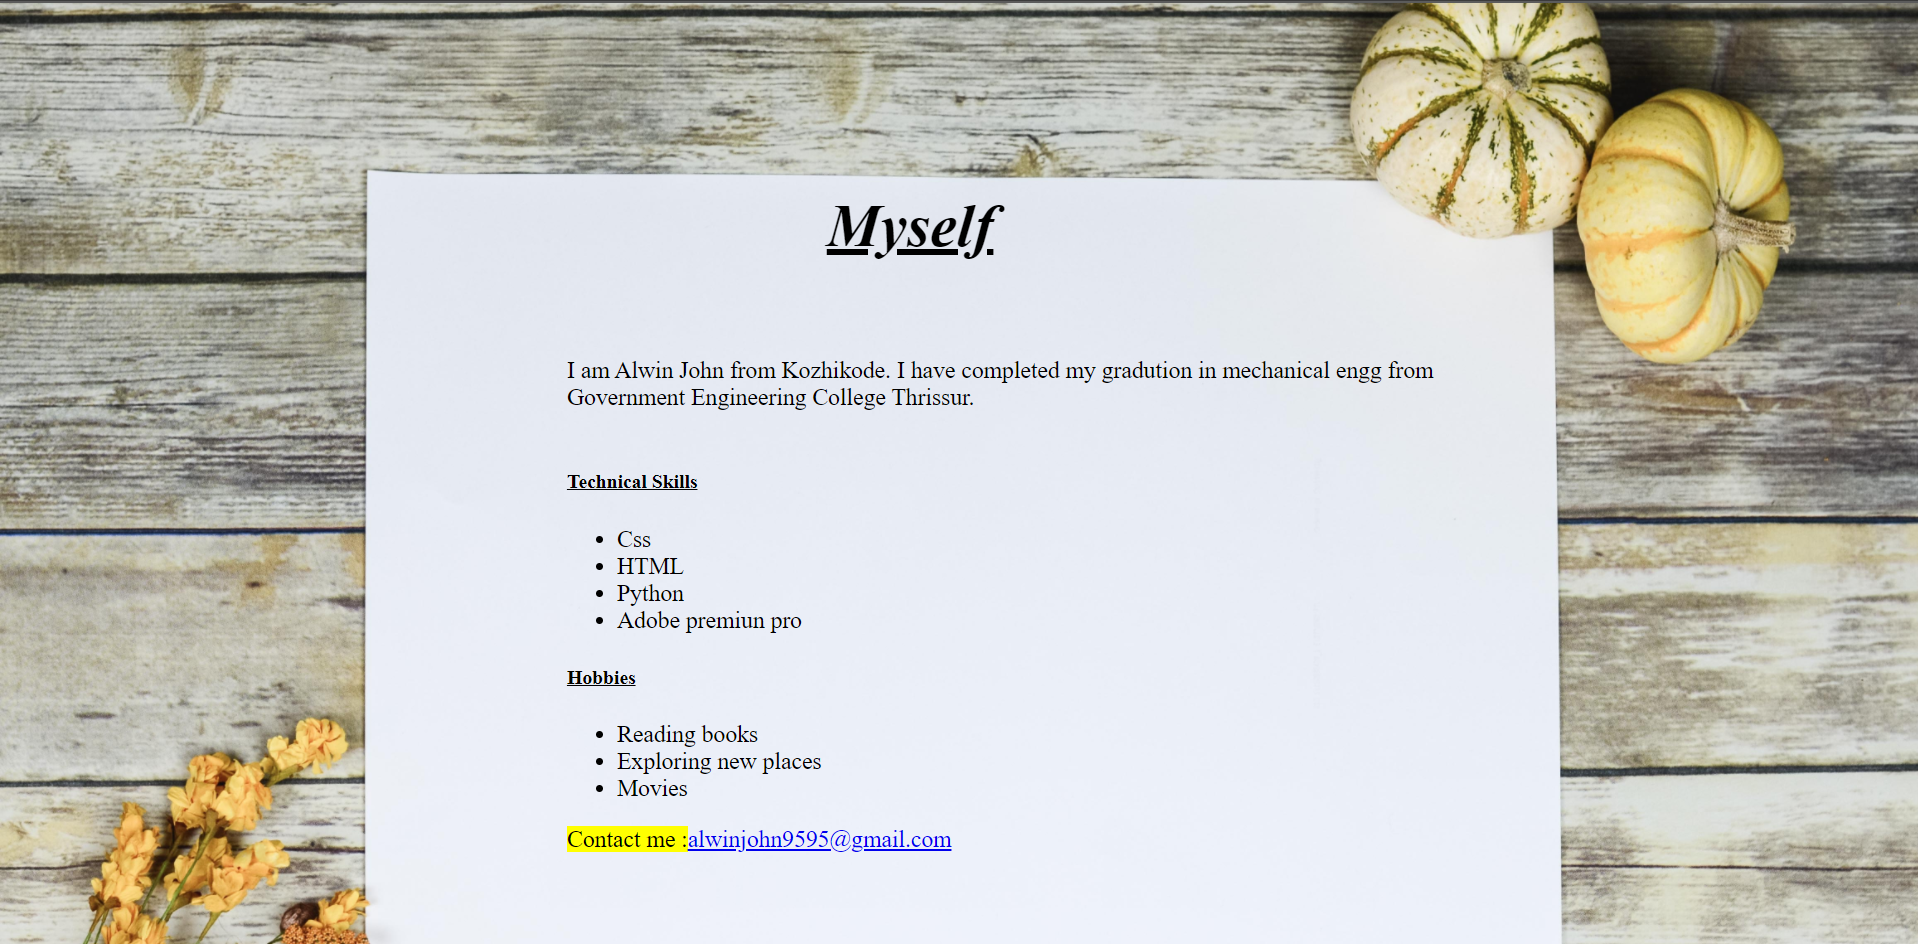 Myself
I am Alwin John from Kozhikode. I have completed my gradution in mechanical engg from
Government Engineering College Thrissur.
Technical Skills
Css
HTML
Python
Adobe premiun pro
Hobbies
Reading books
Exploring new places
Movies
Contact me :alwinjohn9595@gmail.com